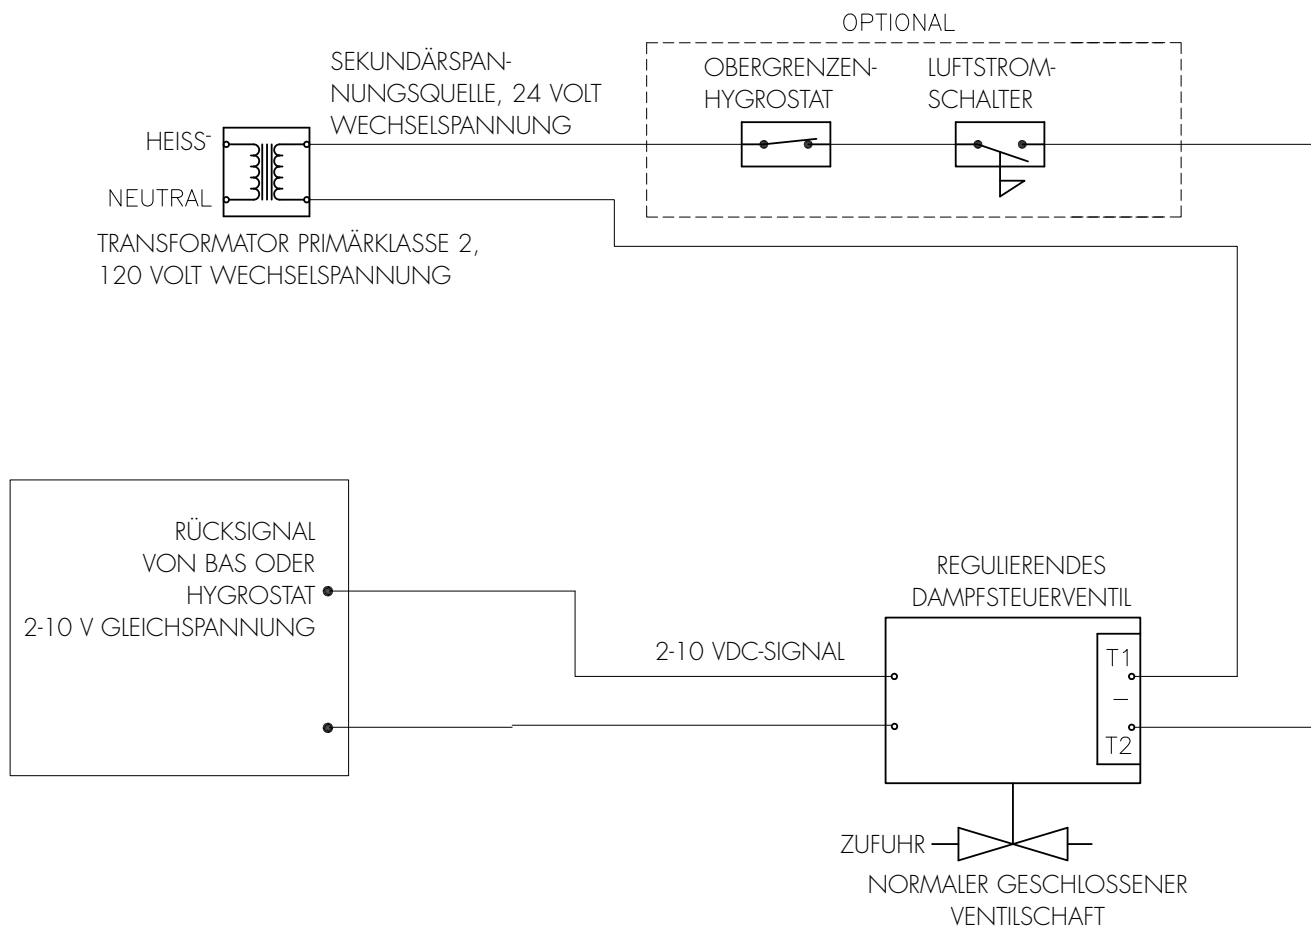 OPTIONAL
SEKUNDÄRSPAN-
NUNGSQUELLE, 24 VOLT
WECHSELSPANNUNG
OBERGRENZEN-
HYGROSTAT
LUFTSTROM-
SCHALTER
HEISS-
NEUTRAL
TRANSFORMATOR PRIMÄRKLASSE 2,
120 VOLT WECHSELSPANNUNG
RÜCKSIGNAL
VON BAS ODER
HYGROSTAT
2-10 V GLEICHSPANNUNG
2-10 VDC-SIGNAL
REGULIERENDES
DAMPFSTEUERVENTIL
T1
T2
ZUFUHR
NORMALER GESCHLOSSENER
VENTILSCHAFT